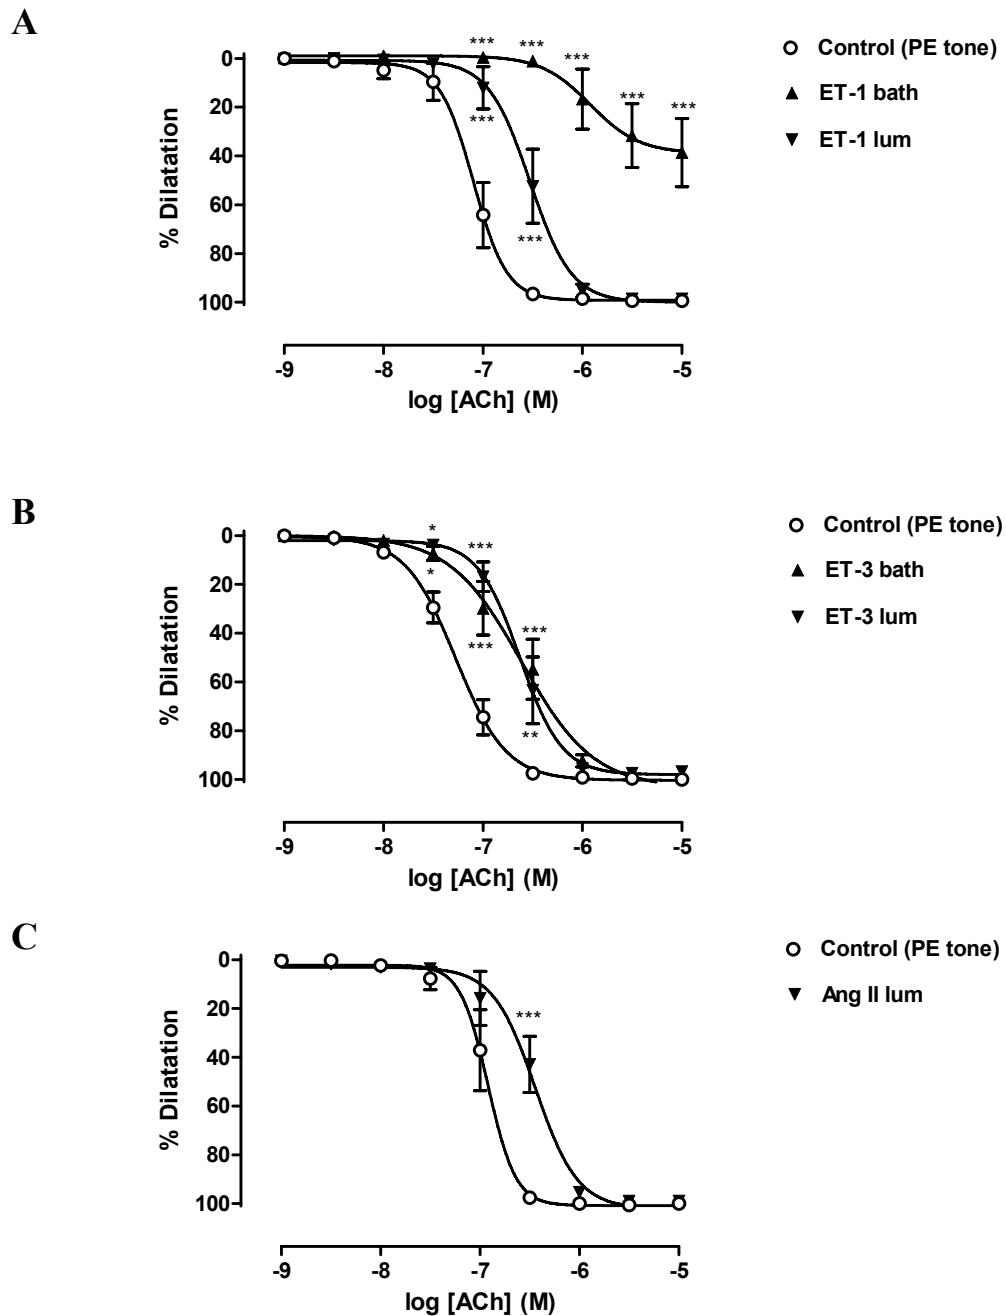 A
Control (PE tone)
ET-1 bath
ET-1 lum
% Dilatation
0
20
40
60
80
100
***
***
***
***
***
***
***
-9
-8
-7
-6
-5
log [ACh] (M)
B
Control (PE tone)
ET-3 bath
ET-3 lum
% Dilatation
0
20
40
60
80
100
*
***
*
***
***
**
-9
-8
-7
-6
-5
log [ACh] (M)
C
Control (PE tone)
Ang II lum
% Dilatation
0
20
40
60
80
100
***
-9
-8
-7
-6
-5
log [ACh] (M)